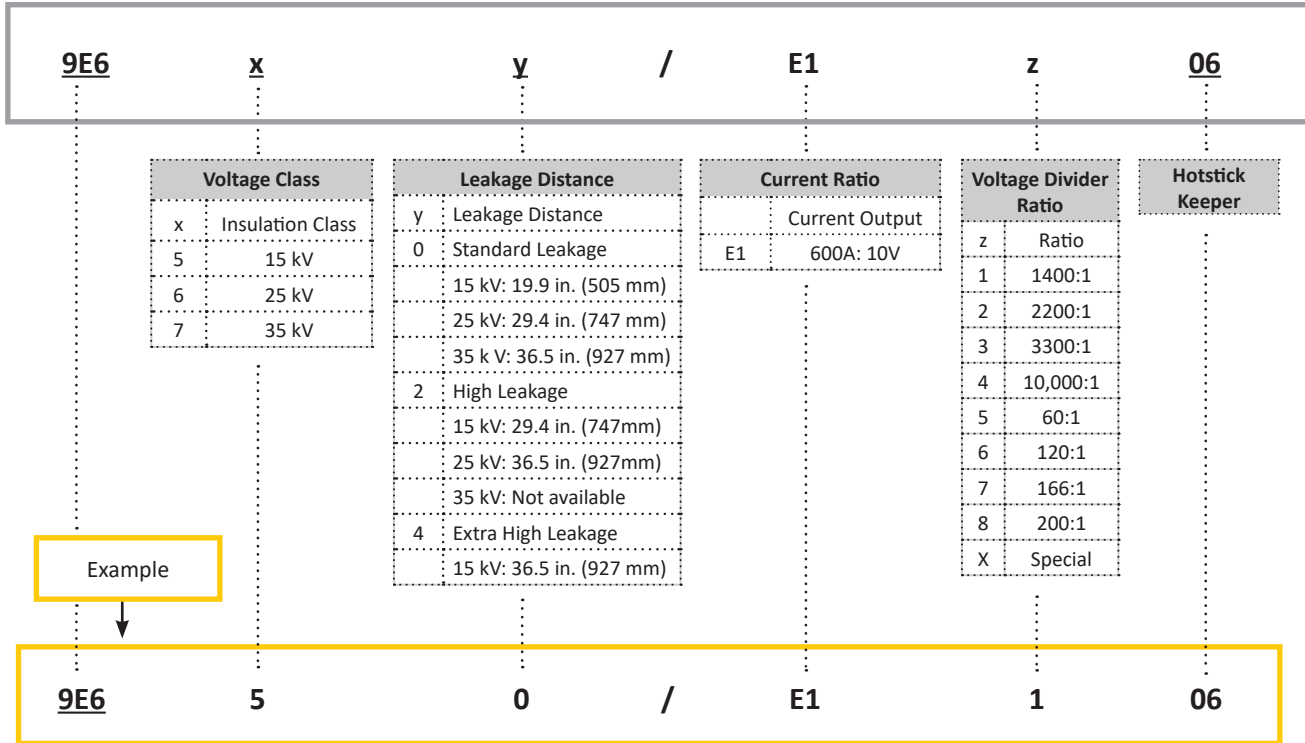 9E6 x y / E1 z 06
Voltage Class
x Insulation Class
5 15 kV
6 25 kV
7 35 kV
Leakage Distance
y Leakage Distance
0 Standard Leakage
15 kV: 19.9 in. (505 mm)
25 kV: 29.4 in. (747 mm)
35 k V: 36.5 in. (927 mm)
2 High Leakage
15 kV: 29.4 in. (747mm)
25 kV: 36.5 in. (927mm)
35 kV: Not available
4 Extra High Leakage
15 kV: 36.5 in. (927 mm)
Current Ratio
Current Output
E1 600A: 10V
Voltage Divider
Ratio
z Ratio
1 1400:1
2 2200:1
3 3300:1
4 10,000:1
5 60:1
6 120:1
7 166:1
8 200:1
X Special
Hotstick
Keeper
Example
9E6 5 0 / E1 1 06